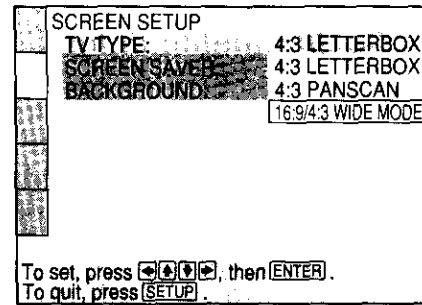 SCREEN SETUP
TV TYPE: 4:3 LETTERBOX
SCREEN SAVER: 4:3 LETTERBOX
BACKGROUND: 4:3 PANSCAN
16:9/4:3 WIDE MODE
To set, press , then ENTER .
To quit, press SETUP .